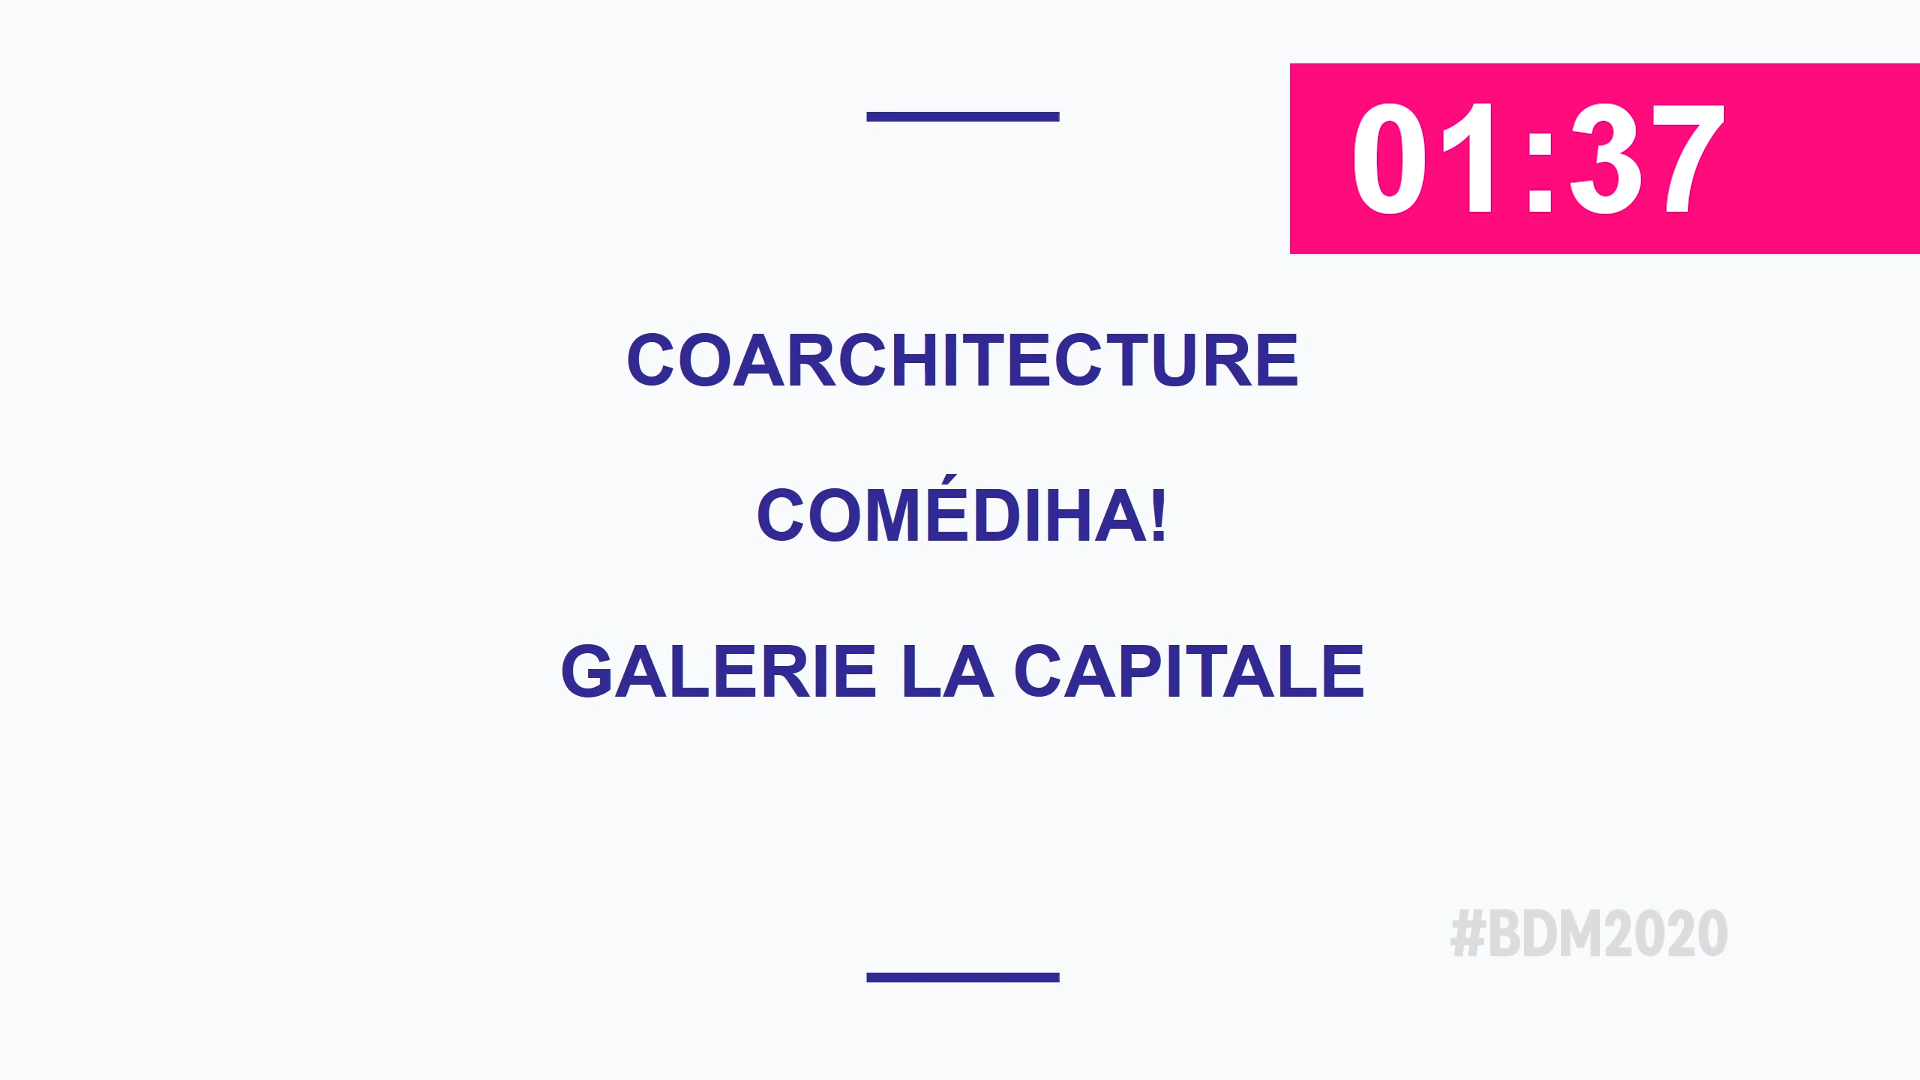 01:37
COARCHITECTURE
COMÉDIHA!
GALERIE LA CAPITALE
#BDM2020